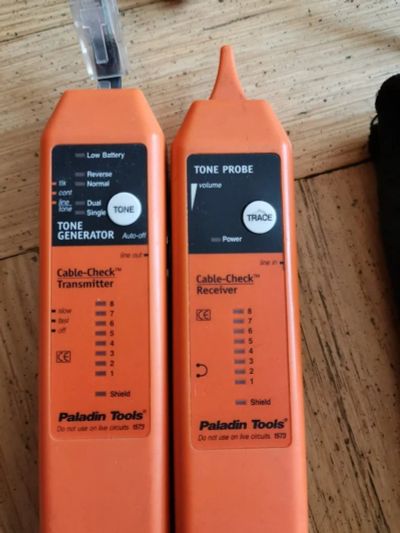 Low Battery
Reverse
Normal
tlk
cont
line
tone
Dual
Single
TONE
TONE
GENERATOR
Auto-off
line out
Cable-Check™
Transmitter
slow
fast
off
8
7
6
5
4
3
2
1
CE
Shield
Paladin Tools®
Do not use on live circuits 1573
TONE PROBE
volume
TRACE
Power
line in
Cable-Check™
Receiver
CE
8
7
6
5
4
3
2
1
Shield
Paladin Tools®
Do not use on live circuits 1573